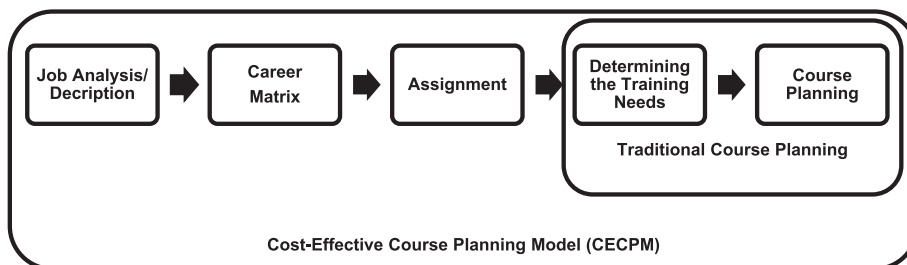 Job Analysis/
Decription
Career
Matrix
Assignment
Determining
the Training
Needs
Course
Planning
Traditional Course Planning
Cost-Effective Course Planning Model (CECPM)